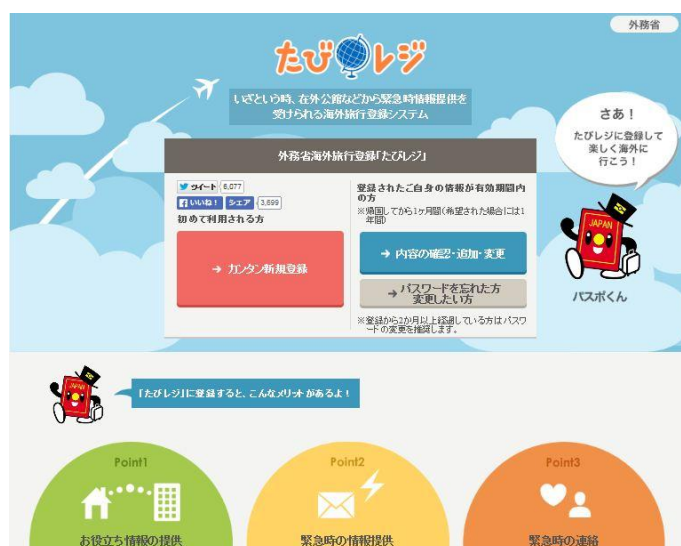 外務省
たびレジ
いざという時、在外公館などから緊急時情報提供を
受けられる海外旅行登録システム
さあ！
たびレジに登録して
楽しく海外に
行こう！
JAPAN
パスポくん
外務省海外旅行登録「たびレジ」
ツイート 6,077
いいね！ シェア 3,699
初めて利用される方
→ カンタン新規登録
登録されたご自身の情報が有効期間内
の方
※帰国してから1ヶ月間(希望された場合には1
年間)
→ 内容の確認・追加・変更
→ パスワードを忘れた方
変更したい方
※登録から2か月以上経過している方はパスワ
ードの変更を推奨します。
JAPAN
「たびレジ」に登録すると、こんなメリットがあるよ！
Point1
お役立ち情報の提供
Point2
緊急時の情報提供
Point3
緊急時の連絡